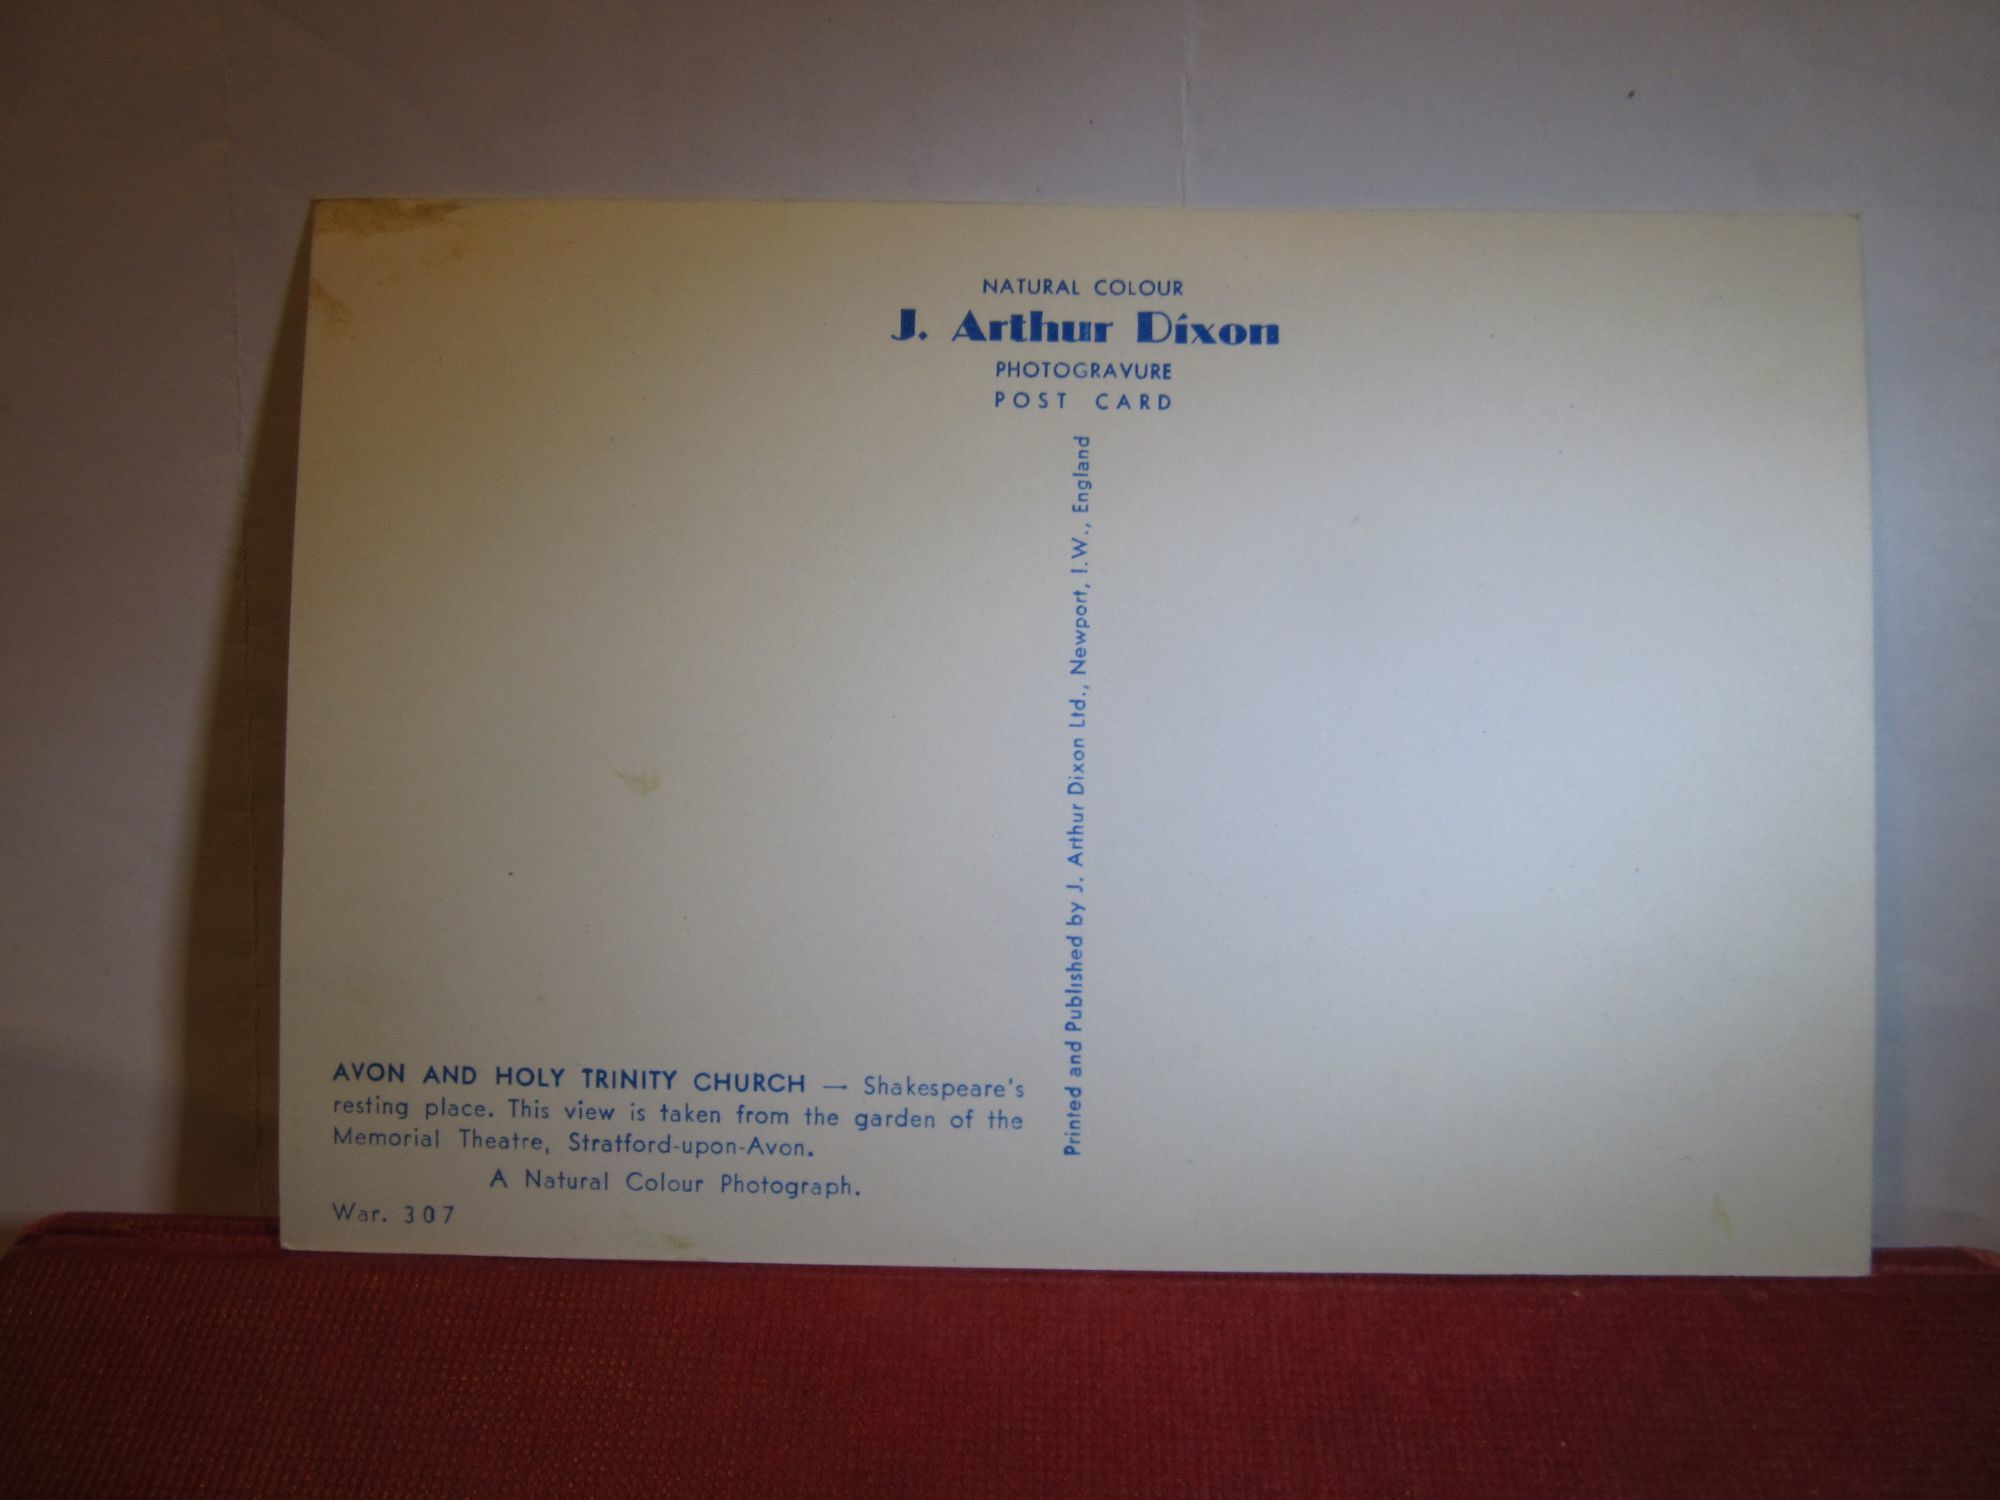 NATURAL COLOUR
J. Arthur Dixon
PHOTOGRAVURE
POST CARD
Printed and Published by J. Arthur Dixon Ltd., Newport, I.W., England
AVON AND HOLY TRINITY CHURCH — Shakespeare's
resting place. This view is taken from the garden of the
Memorial Theatre, Stratford-upon-Avon.
A Natural Colour Photograph.
War. 307